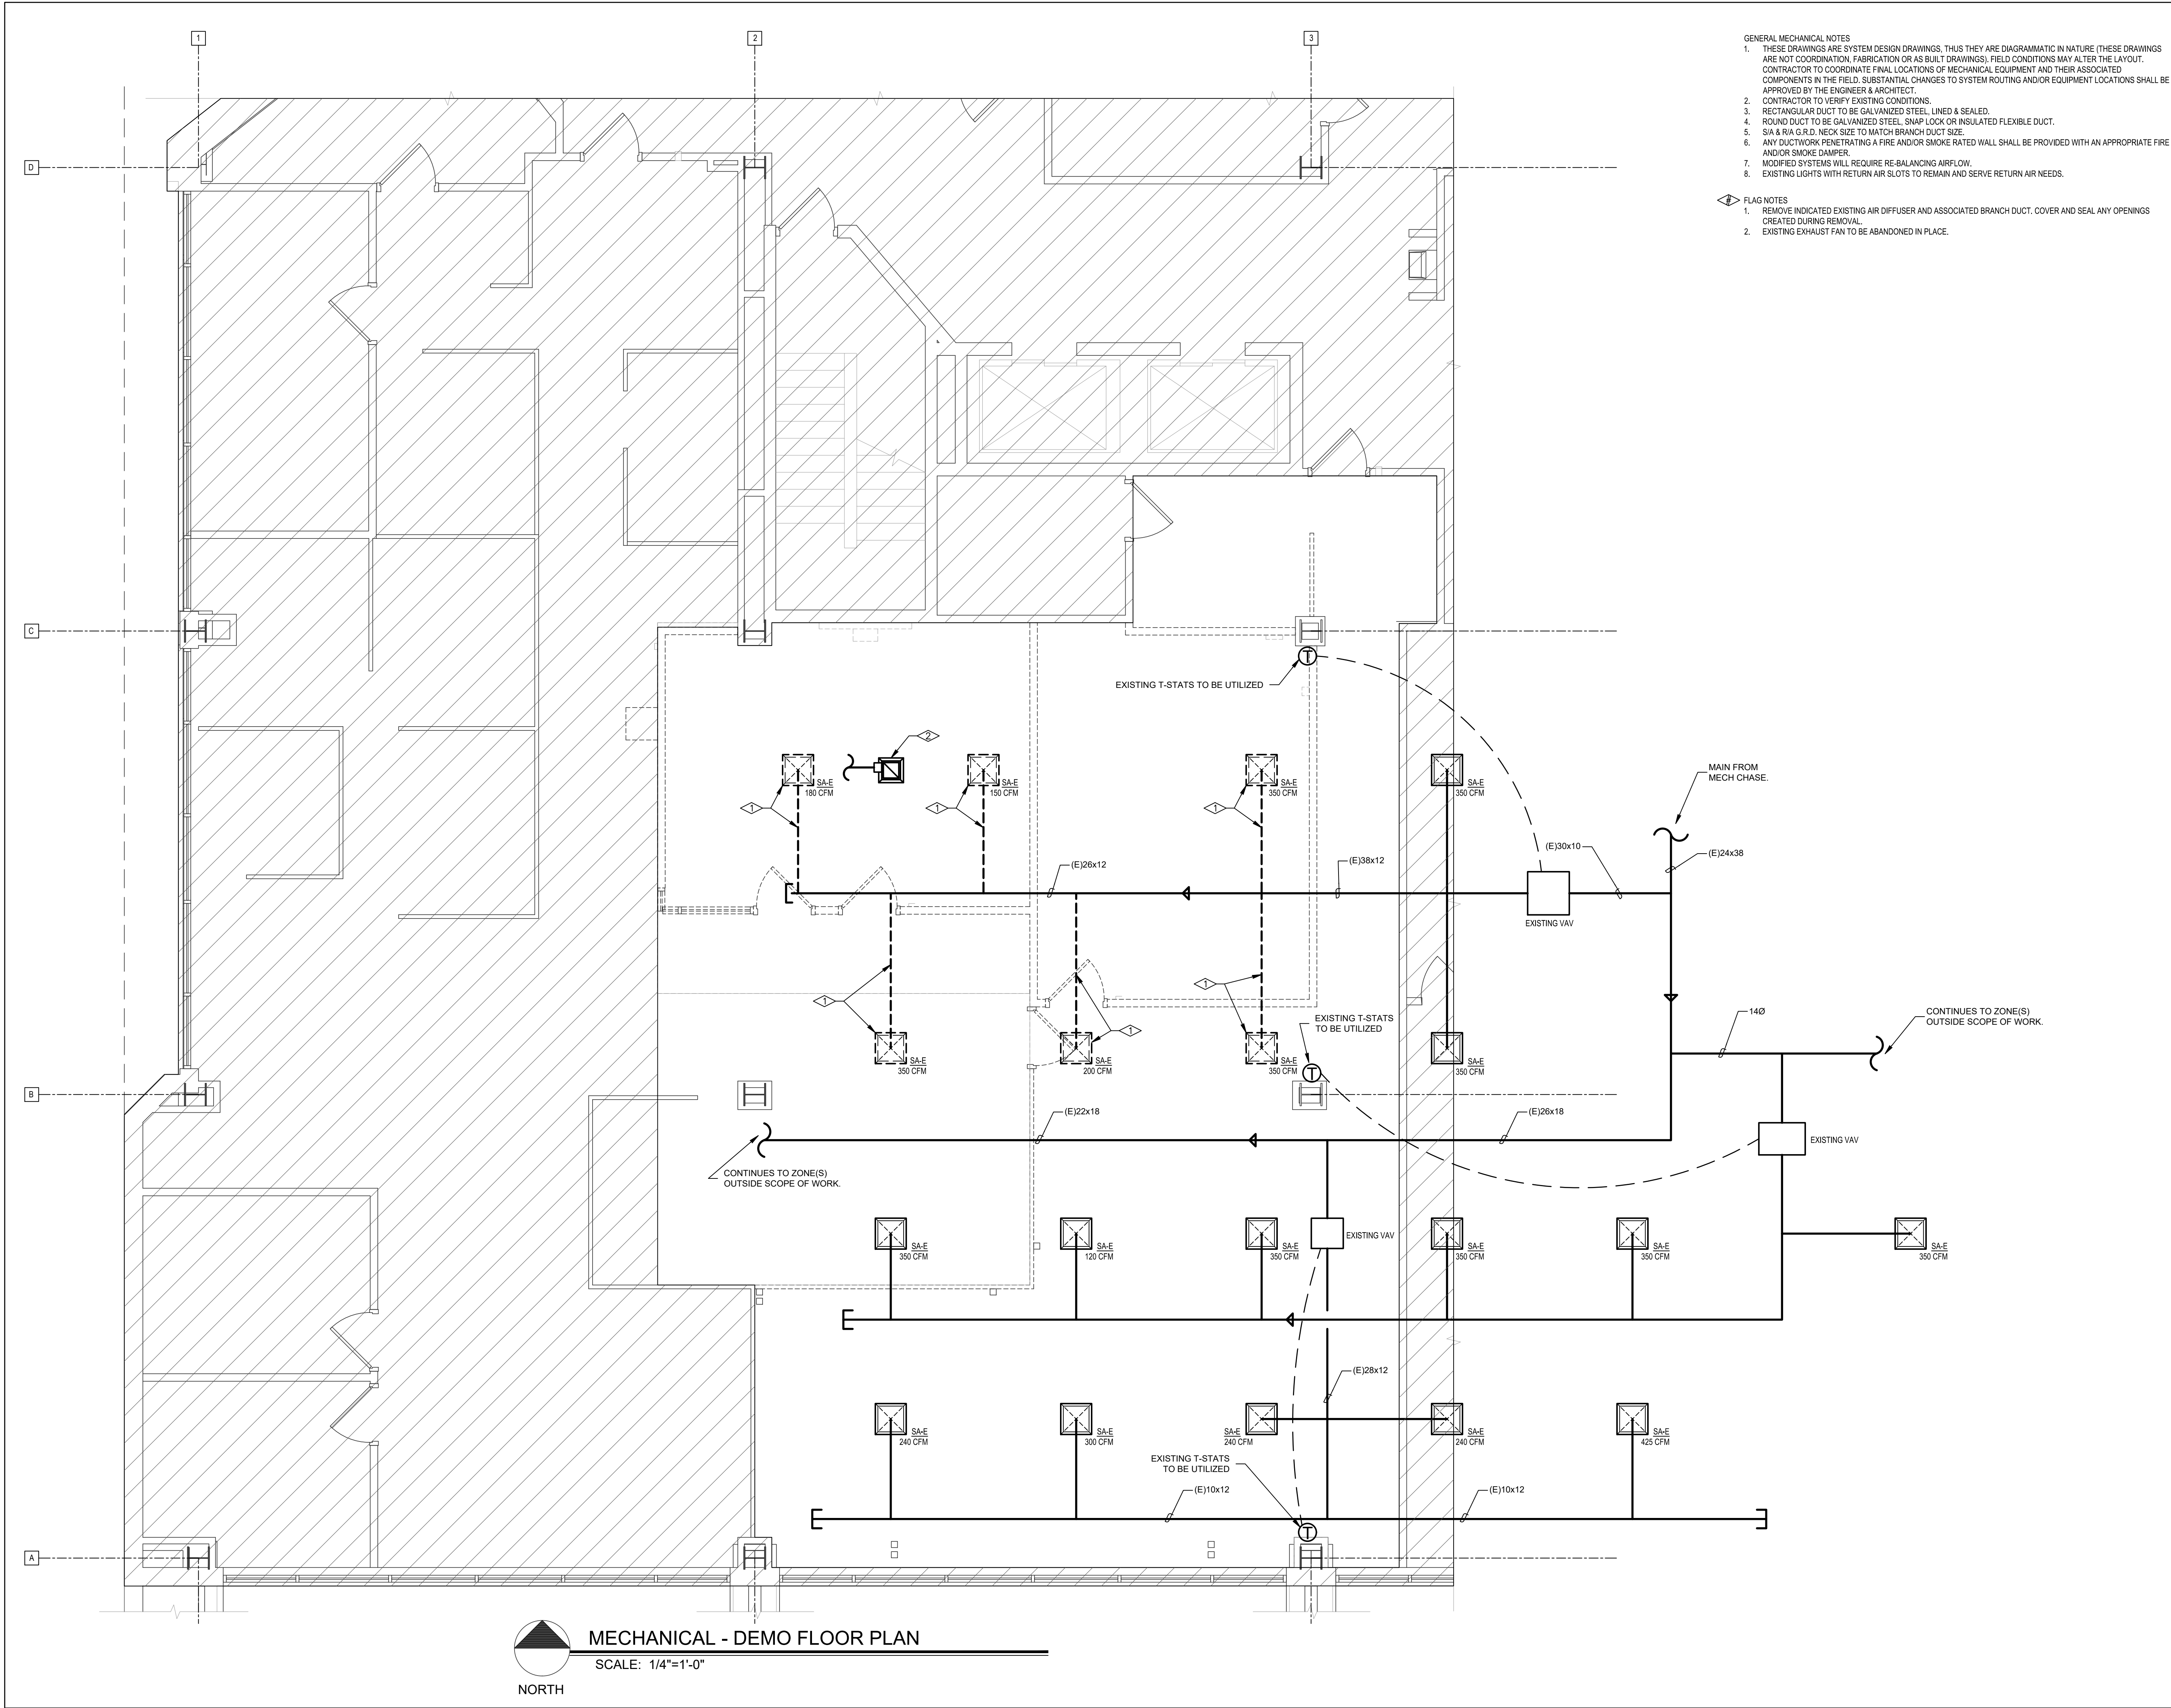 1
2
3
GENERAL MECHANICAL NOTES
1. THESE DRAWINGS ARE SYSTEM DESIGN DRAWINGS, THUS THEY ARE DIAGRAMMATIC IN NATURE (THESE DRAWINGS
ARE NOT COORDINATION, FABRICATION OR AS BUILT DRAWINGS). FIELD CONDITIONS MAY ALTER THE LAYOUT.
CONTRACTOR TO COORDINATE FINAL LOCATIONS OF MECHANICAL EQUIPMENT AND THEIR ASSOCIATED
COMPONENTS IN THE FIELD. SUBSTANTIAL CHANGES TO SYSTEM ROUTING AND/OR EQUIPMENT LOCATIONS SHALL BE
APPROVED BY THE ENGINEER & ARCHITECT.
2. CONTRACTOR TO VERIFY EXISTING CONDITIONS.
3. RECTANGULAR DUCT TO BE GALVANIZED STEEL, LINED & SEALED.
4. ROUND DUCT TO BE GALVANIZED STEEL, SNAP LOCK OR INSULATED FLEXIBLE DUCT.
5. S/A & R/A G.R.D. NECK SIZE TO MATCH BRANCH DUCT SIZE.
6. ANY DUCTWORK PENETRATING A FIRE AND/OR SMOKE RATED WALL SHALL BE PROVIDED WITH AN APPROPRIATE FIRE
AND/OR SMOKE DAMPER.
7. MODIFIED SYSTEMS WILL REQUIRE RE-BALANCING AIRFLOW.
8. EXISTING LIGHTS WITH RETURN AIR SLOTS TO REMAIN AND SERVE RETURN AIR NEEDS.
# FLAG NOTES
1. REMOVE INDICATED EXISTING AIR DIFFUSER AND ASSOCIATED BRANCH DUCT. COVER AND SEAL ANY OPENINGS
CREATED DURING REMOVAL.
2. EXISTING EXHAUST FAN TO BE ABANDONED IN PLACE.
D
C
T
EXISTING T-STATS TO BE UTILIZED
2
SA-E
180 CFM
SA-E
150 CFM
SA-E
350 CFM
SA-E
350 CFM
MAIN FROM
MECH CHASE.
1
1
1
(E)26x12
(E)38x12
(E)30x10
(E)24x38
EXISTING VAV
1
1
1
EXISTING T-STATS
TO BE UTILIZED
14Ø
CONTINUES TO ZONE(S)
OUTSIDE SCOPE OF WORK.
SA-E
350 CFM
SA-E
200 CFM
SA-E
350 CFM
SA-E
350 CFM
T
B
(E)22x18
(E)26x18
EXISTING VAV
CONTINUES TO ZONE(S)
OUTSIDE SCOPE OF WORK.
EXISTING VAV
SA-E
350 CFM
SA-E
120 CFM
SA-E
350 CFM
SA-E
350 CFM
SA-E
350 CFM
SA-E
350 CFM
(E)28x12
SA-E
240 CFM
SA-E
300 CFM
SA-E
240 CFM
SA-E
240 CFM
SA-E
425 CFM
EXISTING T-STATS
TO BE UTILIZED
(E)10x12
(E)10x12
T
A
MECHANICAL - DEMO FLOOR PLAN
SCALE: 1/4"=1'-0"
NORTH